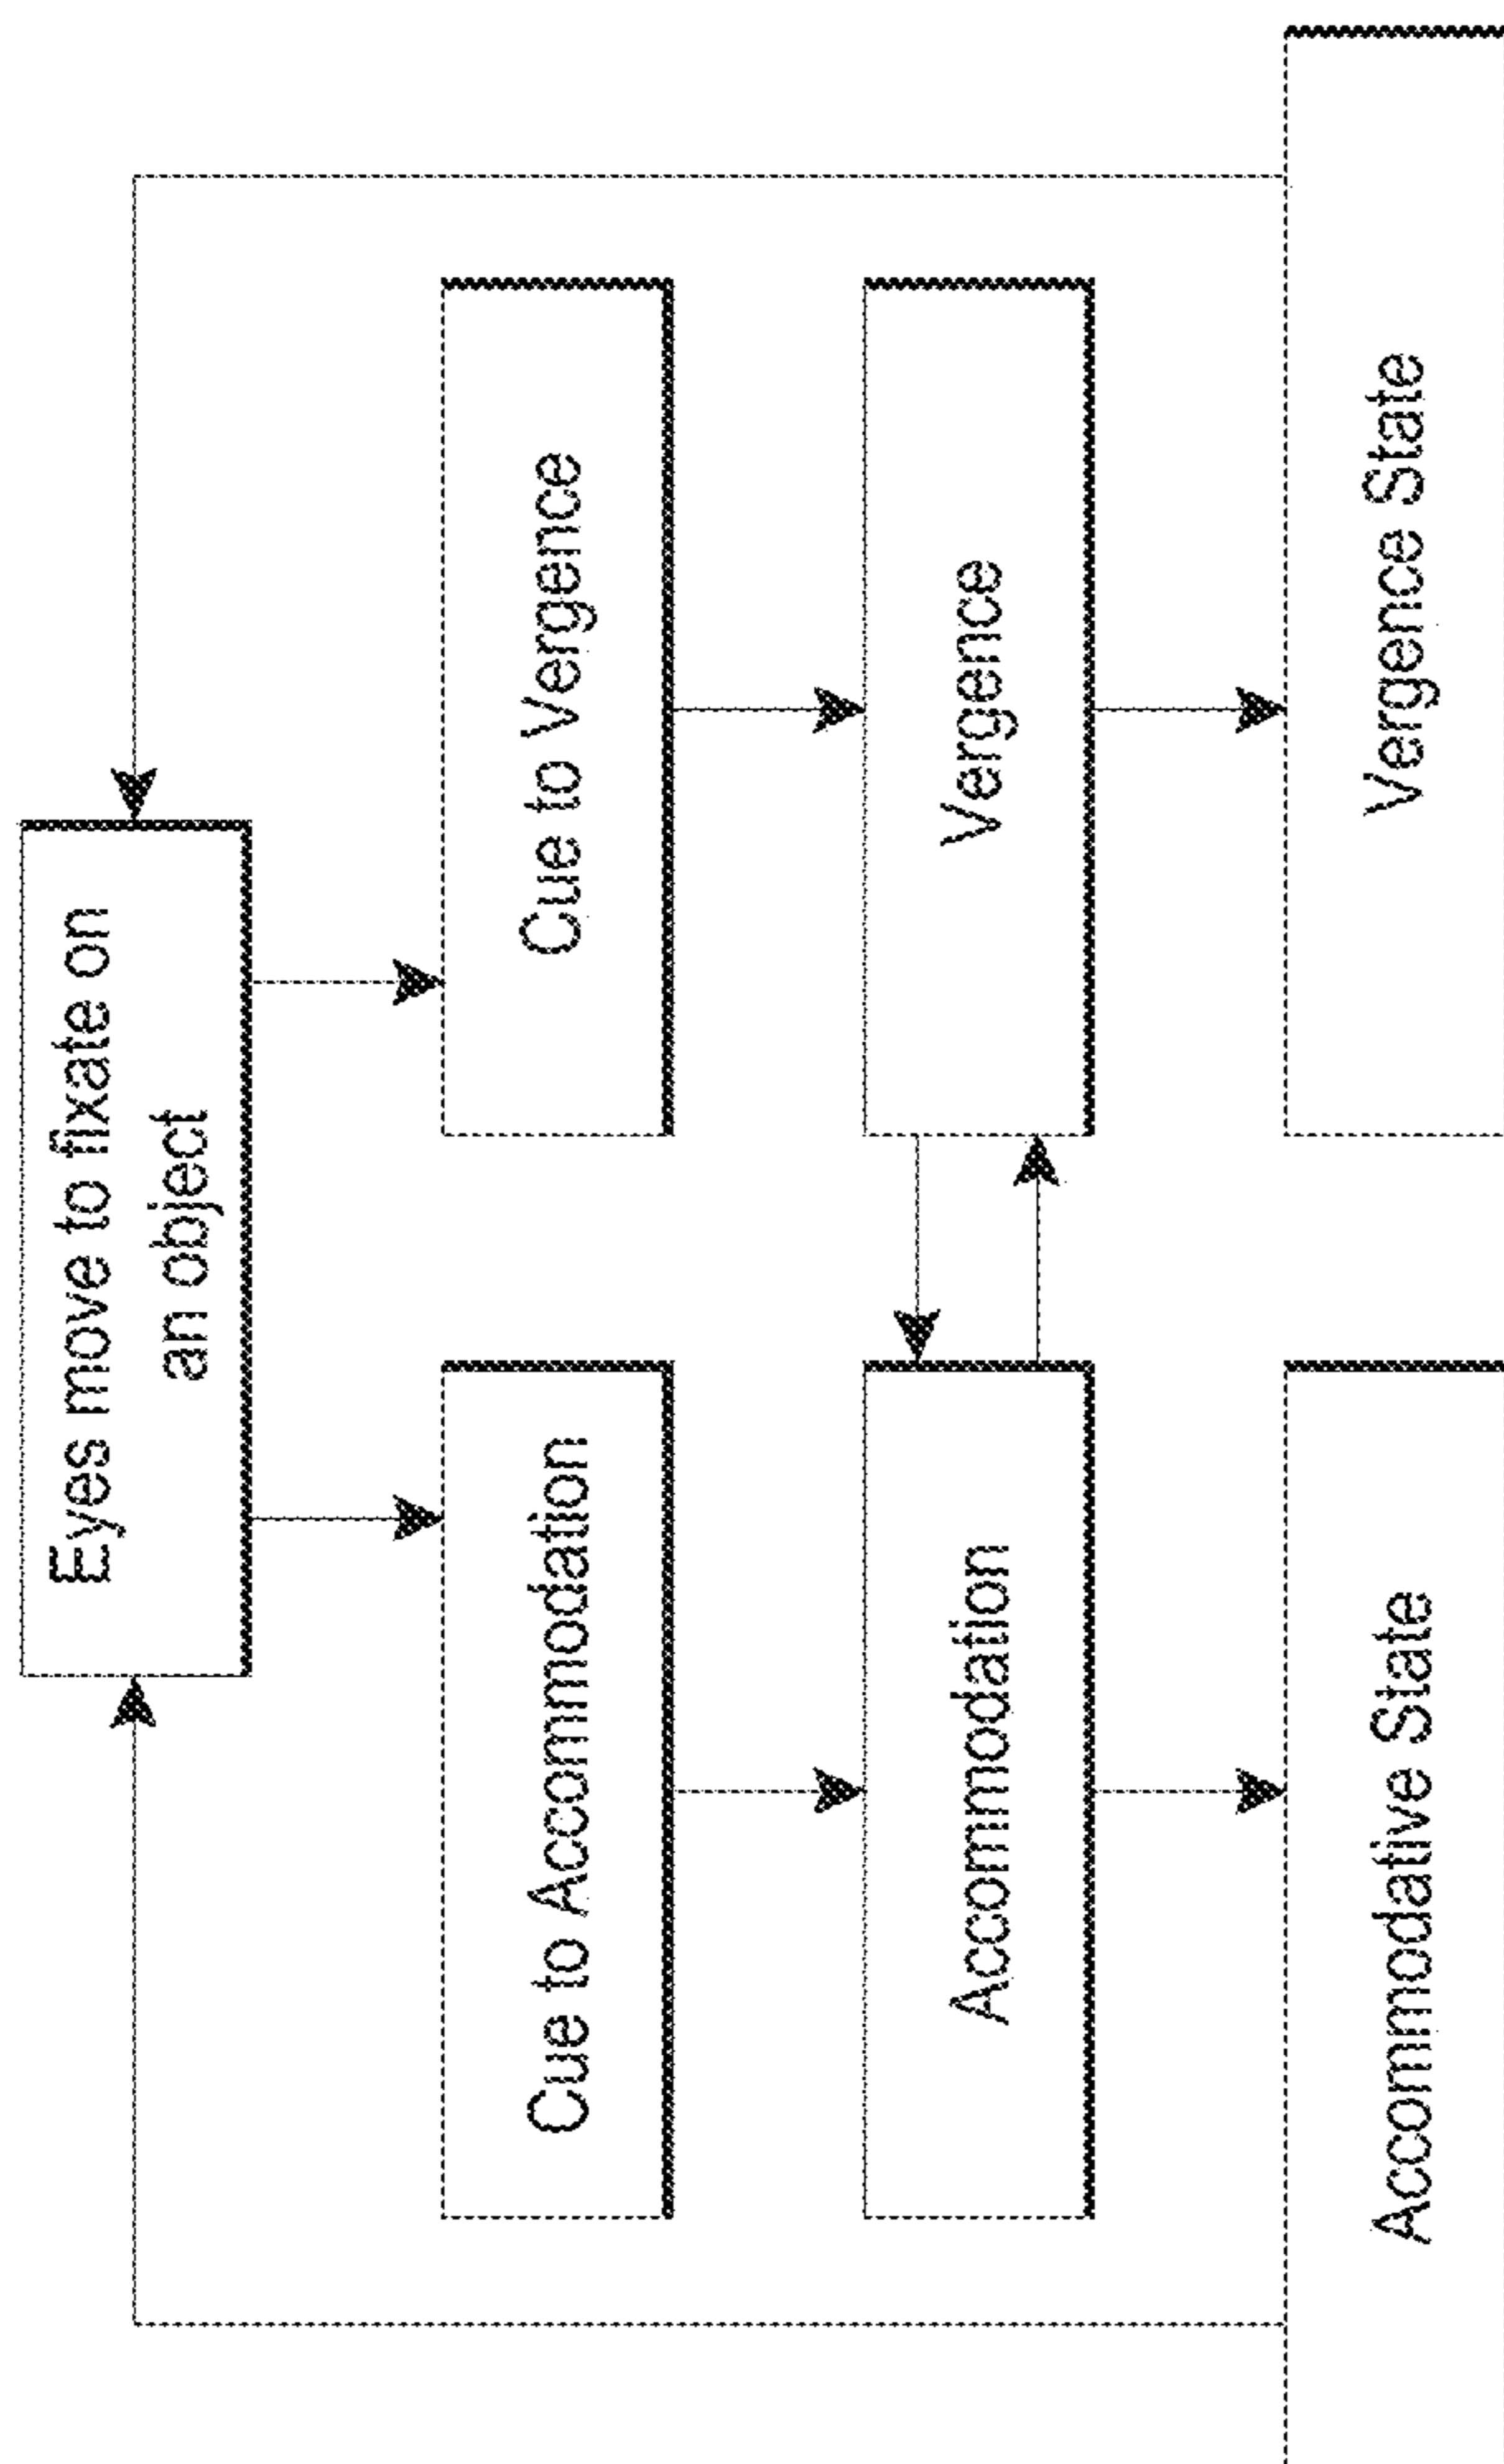 Eyes move to fixate on
an object
Cue to Accommodation
Cue to Vergence
Accommodation
Vergence
Accommodative State
Vergence State